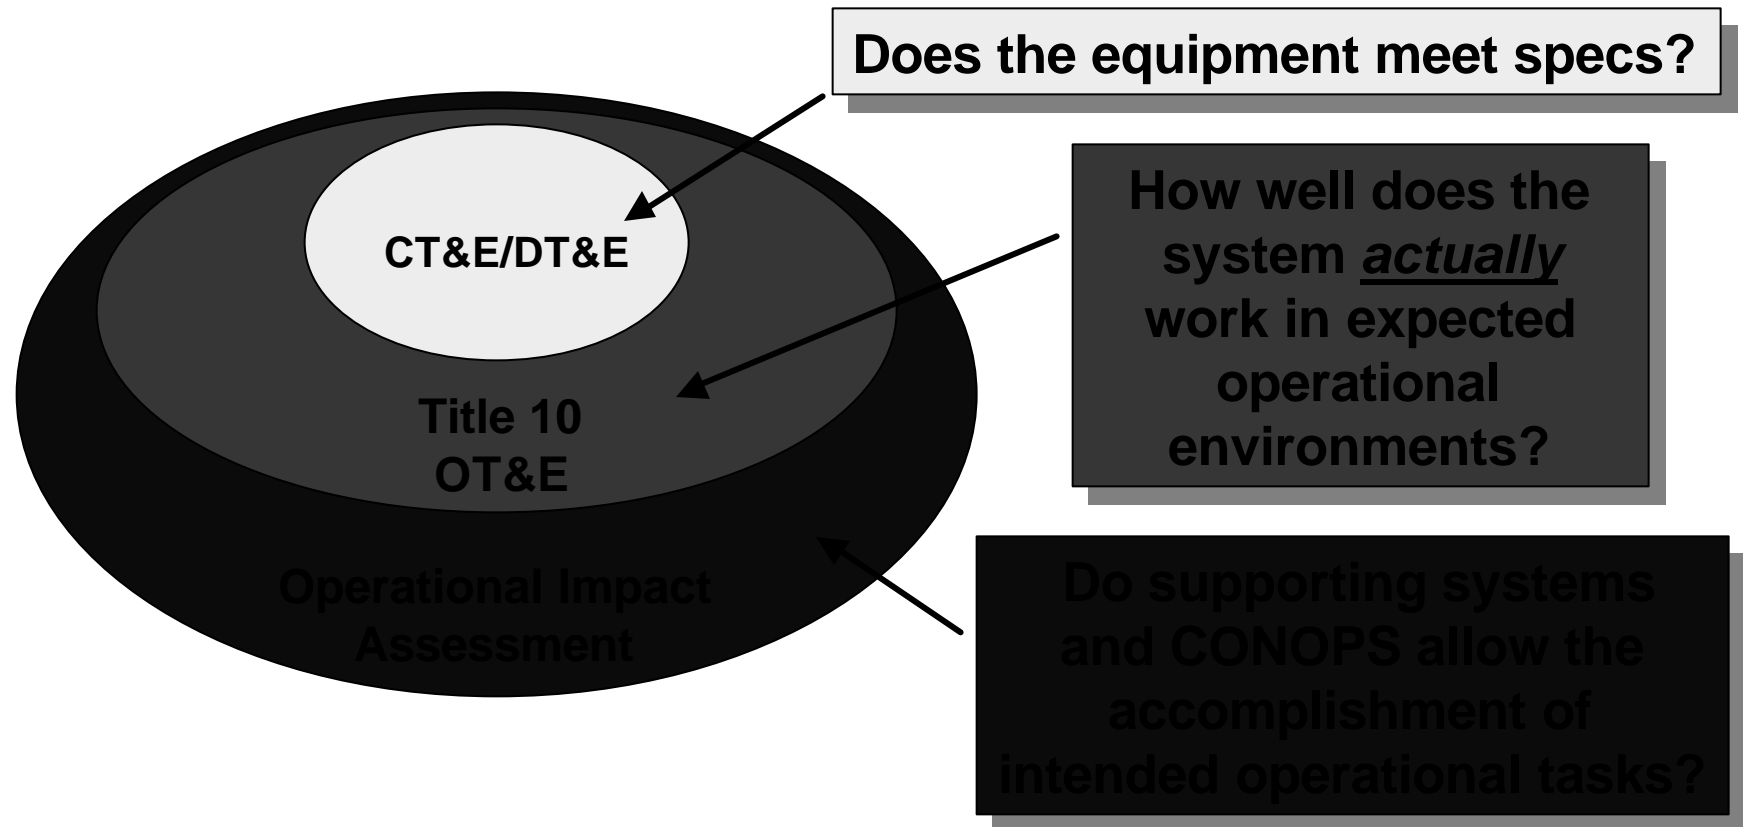 Does the equipment meet specs?
CT&E/DT&E
How well does the
system actually
work in expected
operational
environments?
Title 10
OT&E
Operational Impact
Assessment
Do supporting systems
and CONOPS allow the
accomplishment of
intended operational tasks?